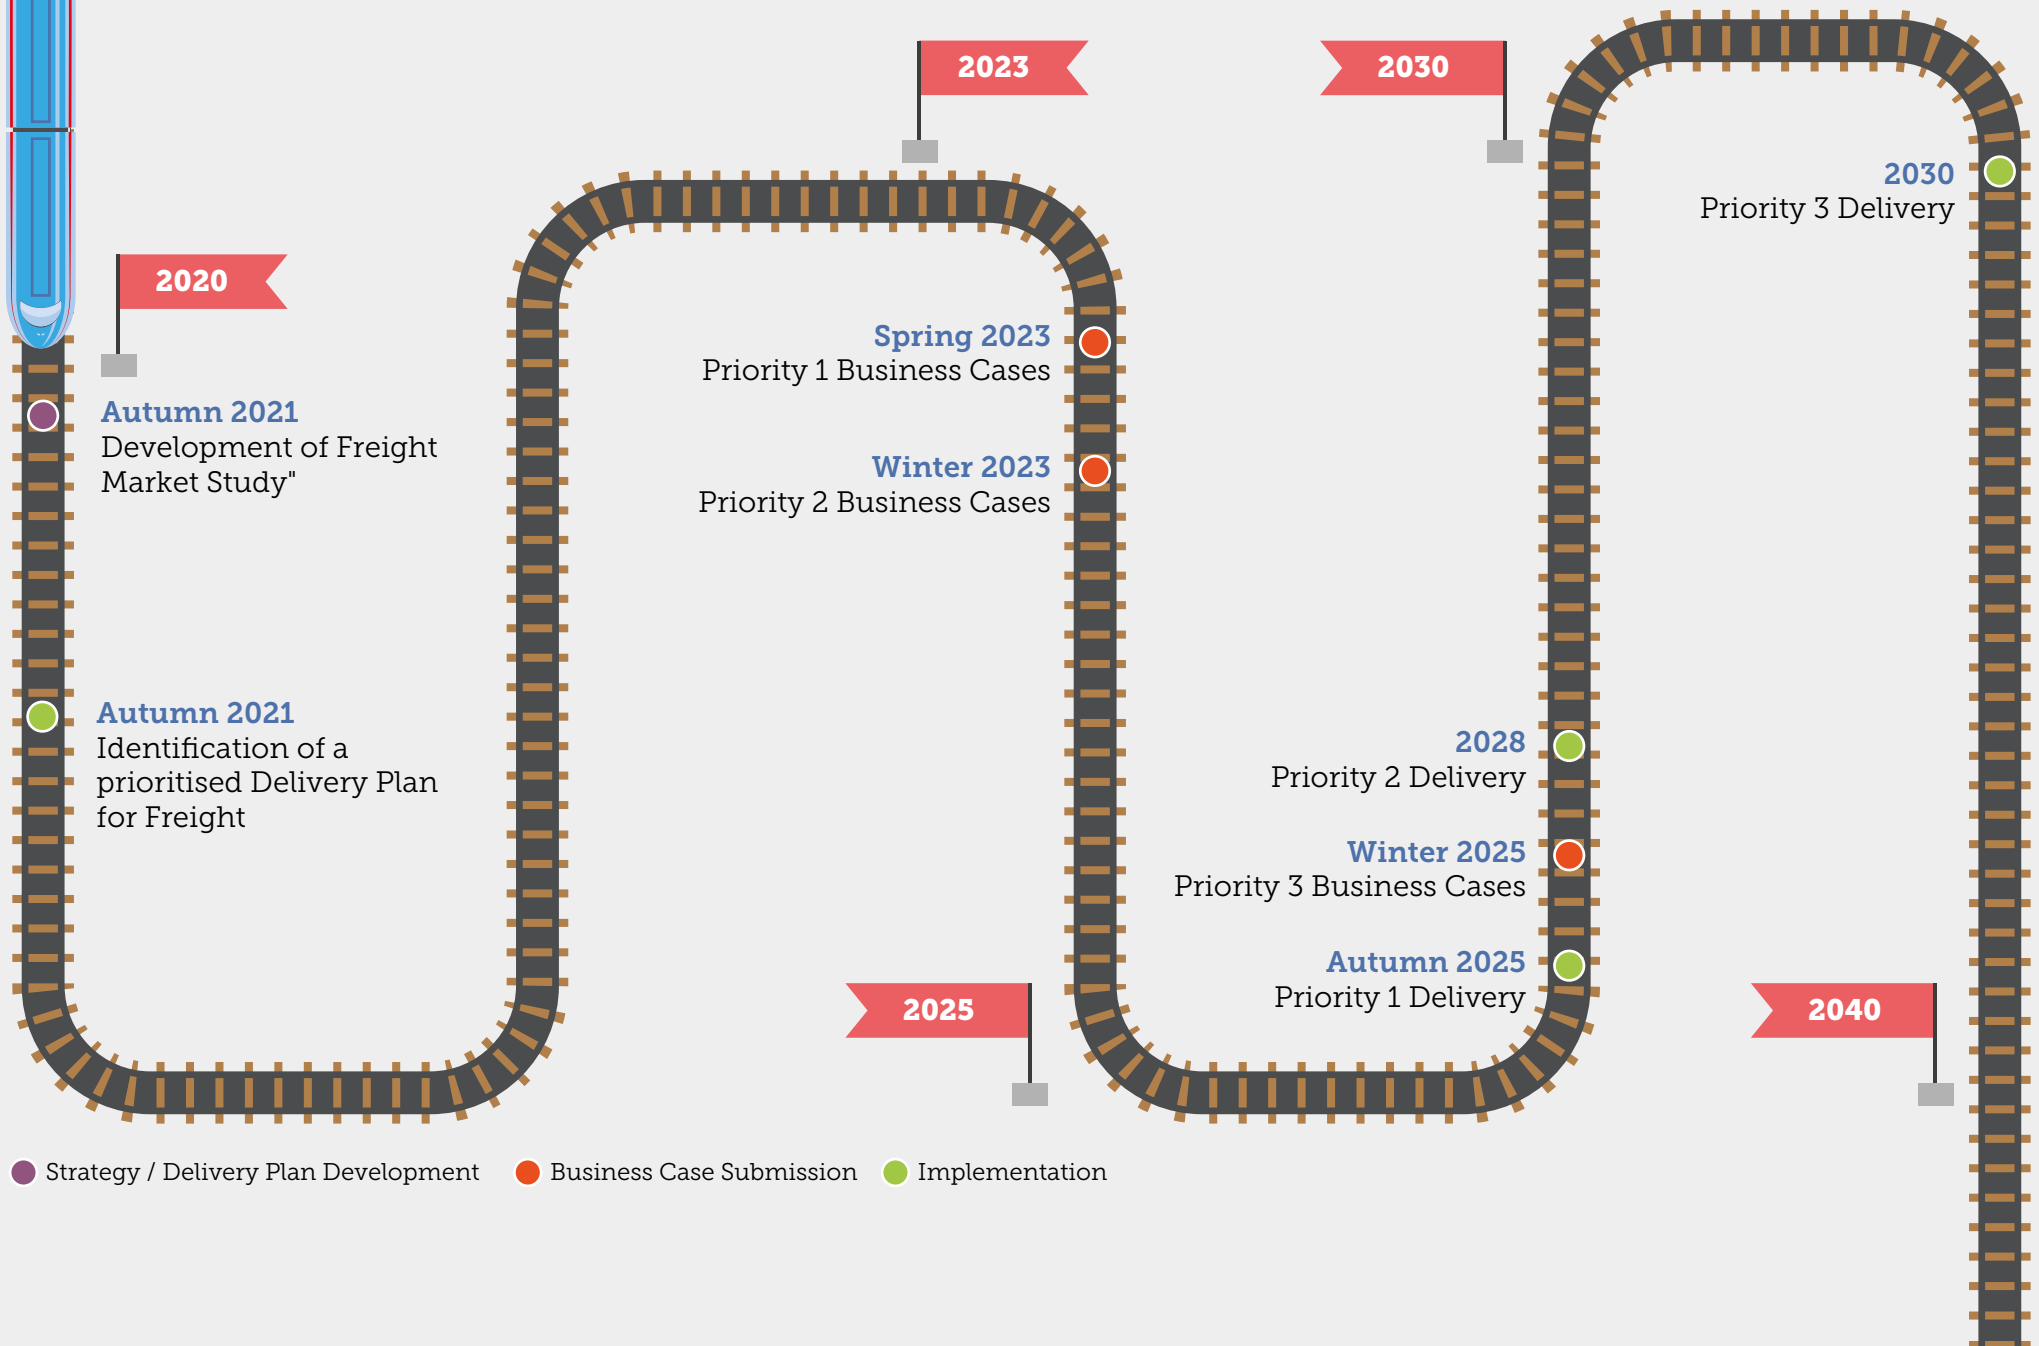 2020
Autumn 2021
Development of Freight
Market Study"
Autumn 2021
Identification of a
prioritised Delivery Plan
for Freight
2023
Spring 2023
Priority 1 Business Cases
Winter 2023
Priority 2 Business Cases
2025
Autumn 2025
Priority 1 Delivery
Winter 2025
Priority 3 Business Cases
2028
Priority 2 Delivery
2030
2030
Priority 3 Delivery
2040
Strategy / Delivery Plan Development
Business Case Submission
Implementation